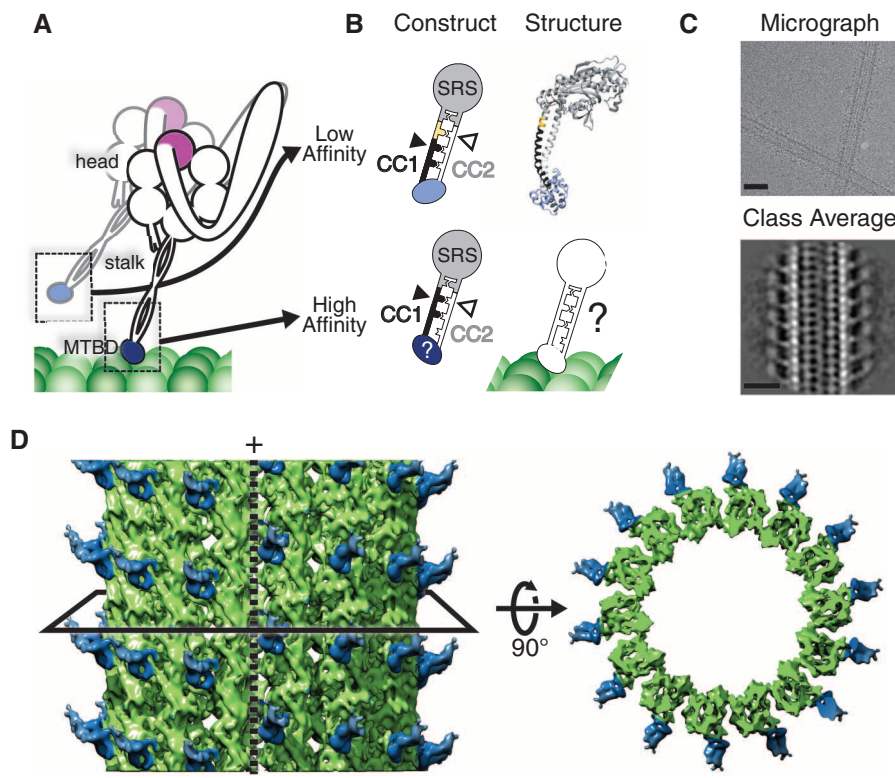 A
head
stalk
MTBD
Low
Affinity
High
Affinity
B
Construct
Structure
SRS
CC1
CC2
SRS
CC1
CC2
?
?
C
Micrograph
Class Average
D
+
90°